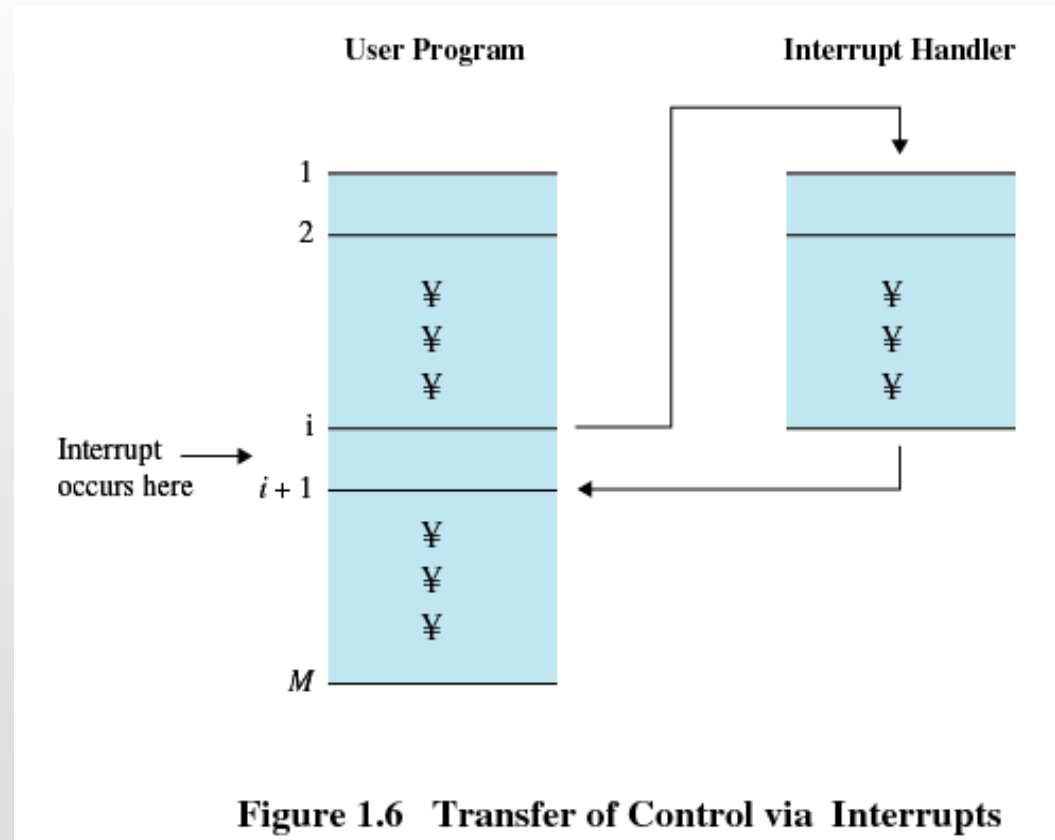 User Program
Interrupt Handler
1
2
¥
¥
¥
¥
¥
¥
i
Interrupt
occurs here
i + 1
¥
¥
¥
M
Figure 1.6 Transfer of Control via Interrupts